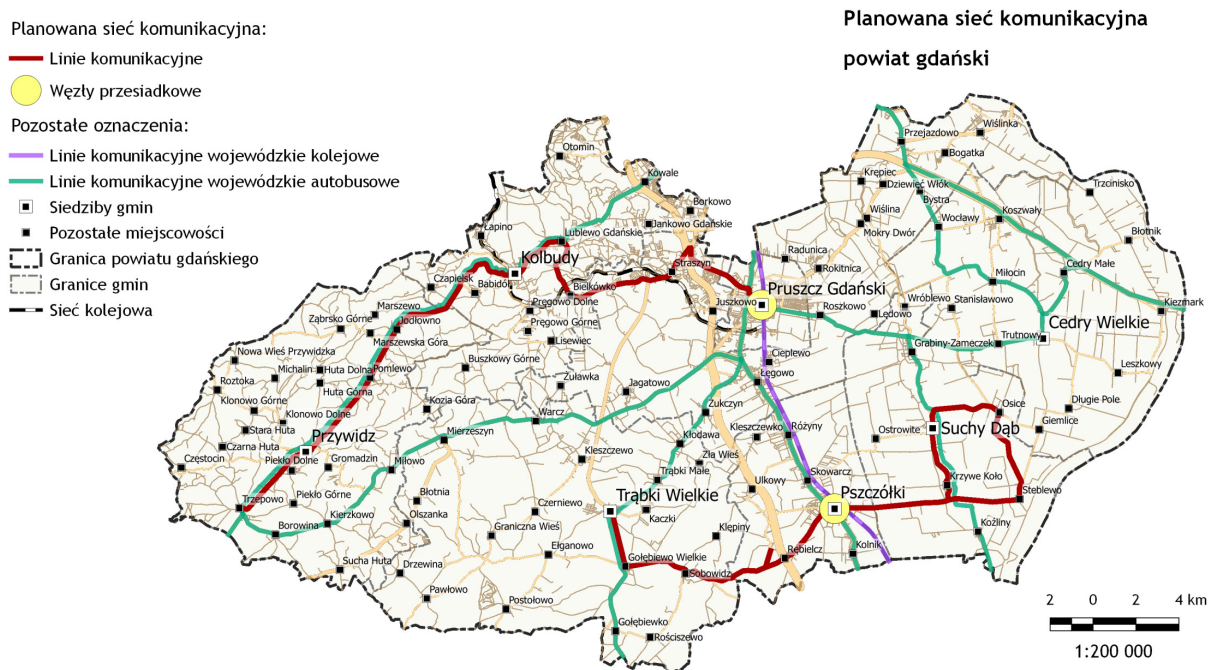 Planowana sieć komunikacyjna:
Linie komunikacyjne
Węzły przesiadkowe
Pozostałe oznaczenia:
Linie komunikacyjne wojewódzkie kolejowe
Linie komunikacyjne wojewódzkie autobusowe
Siedziby gmin
Pozostałe miejscowości
Granica powiatu gdańskiego
Granice gmin
Sieć kolejowa
Planowana sieć komunikacyjna
powiat gdański
Otomin
Kowale
Borkowo
Jankowo Gdańskie
Łapino
Lublewo Gdańskie
Kolbudy
Straszyn
Czapielsk
Babidół
Bielkówko
Pręgowo Dolne
Pręgowo Górne
Lisewiec
Juszkowo
Marszewo
Ząbrsko Górne
Jodłowno
Marszewska Góra
Buszkowy Górne
Nowa Wieś Przywidzka
Michalin
Huta Dolna
Pomlewo
Roztoka
Huta Górna
Klonowo Górne
Klonowo Dolne
Kozia Góra
Żuławka
Jagatowo
Stara Huta
Czarna Huta
Przywidz
Częstocin
Piekło Dolne
Gromadzin
Trzepowo
Piekło Górne
Borowina
Kierzkowo
Miłowo
Mierzeszyn
Warcz
Kleszczewo
Błotnia
Olszanka
Czerniewo
Graniczna Wieś
Ełganowo
Sucha Huta
Drzewina
Pawłowo
Postołowo
Trąbki Wielkie
Trąbki Małe
Kaczki
Kłodawa
Żukczyn
Zła Wieś
Kleszczewko
Klępiny
Ulkowy
Gołębiewo Wielkie
Sobowidz
Gołębiewko
Rościszewo
Rębielcz
Pszczółki
Kolnik
Skowarcz
Różyny
Łęgowo
Cieplewo
Pruszcz Gdański
Radunica
Rokitnica
Roszkowo
Lędowo
Wróblewo
Stanisławowo
Grabiny-Zameczek
Trutnowy
Cedry Wielkie
Miłocin
Cedry Małe
Kiezmark
Leszkowy
Długie Pole
Giemlice
Osice
Suchy Dąb
Ostrowite
Krzywe Koło
Steblewo
Koźliny
Przejazdowo
Wiślinka
Bogatka
Krępiec
Dziewięć Włók
Bystra
Wiślina
Mokry Dwór
Wocławy
Koszwały
Trzcinisko
Błotnik
2 0 2 4 km
1:200 000